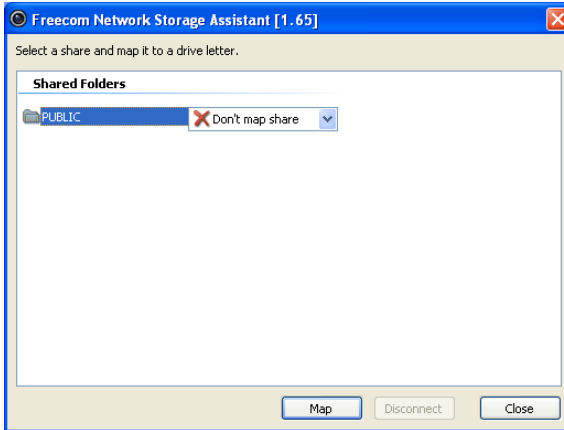 Freecom Network Storage Assistant [1.65]
Select a share and map it to a drive letter.
Shared Folders
PUBLIC Don't map share
Map Disconnect Close